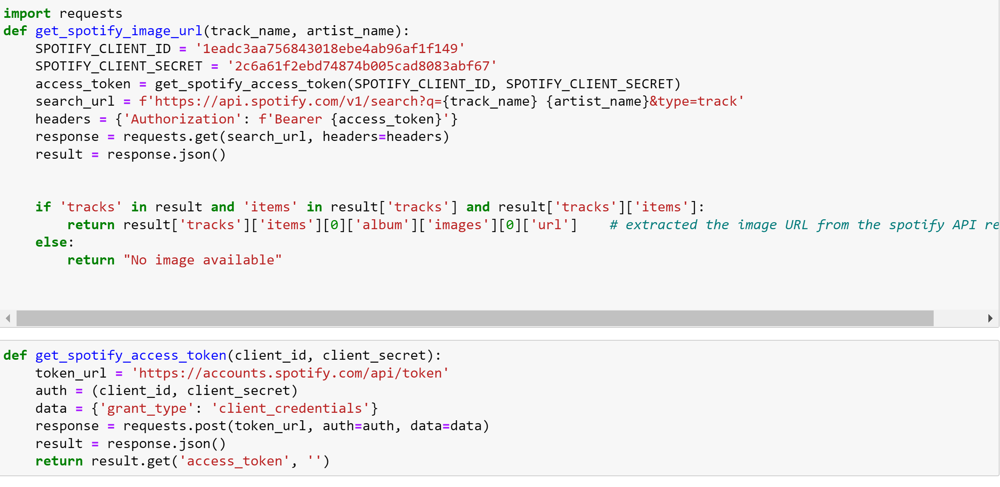 import requests
def get_spotify_image_url(track_name, artist_name):
    SPOTIFY_CLIENT_ID = '1eadc3aa756843018ebe4ab96af1f149'
    SPOTIFY_CLIENT_SECRET = '2c6a61f2ebd74874b005cad8083abf67'
    access_token = get_spotify_access_token(SPOTIFY_CLIENT_ID, SPOTIFY_CLIENT_SECRET)
    search_url = f'https://api.spotify.com/v1/search?q={track_name} {artist_name}&type=track'
    headers = {'Authorization': f'Bearer {access_token}'}
    response = requests.get(search_url, headers=headers)
    result = response.json()
    if 'tracks' in result and 'items' in result['tracks'] and result['tracks']['items']:
        return result['tracks']['items'][0]['album']['images'][0]['url']    # extracted the image URL from the spotify API re
    else:
        return "No image available"
def get_spotify_access_token(client_id, client_secret):
    token_url = 'https://accounts.spotify.com/api/token'
    auth = (client_id, client_secret)
    data = {'grant_type': 'client_credentials'}
    response = requests.post(token_url, auth=auth, data=data)
    result = response.json()
    return result.get('access_token', '')